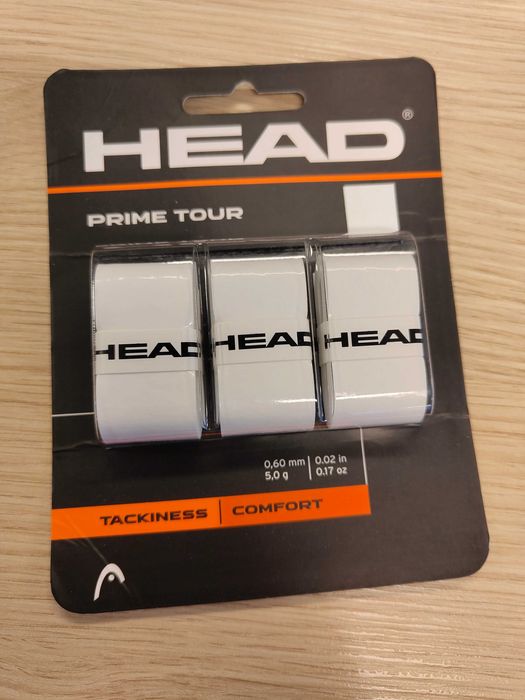 HEAD®
PRIME TOUR
HEAD HEAD HEAD
0,60 mm | 0.02 in
5,0 g | 0.17 oz
TACKINESS | COMFORT